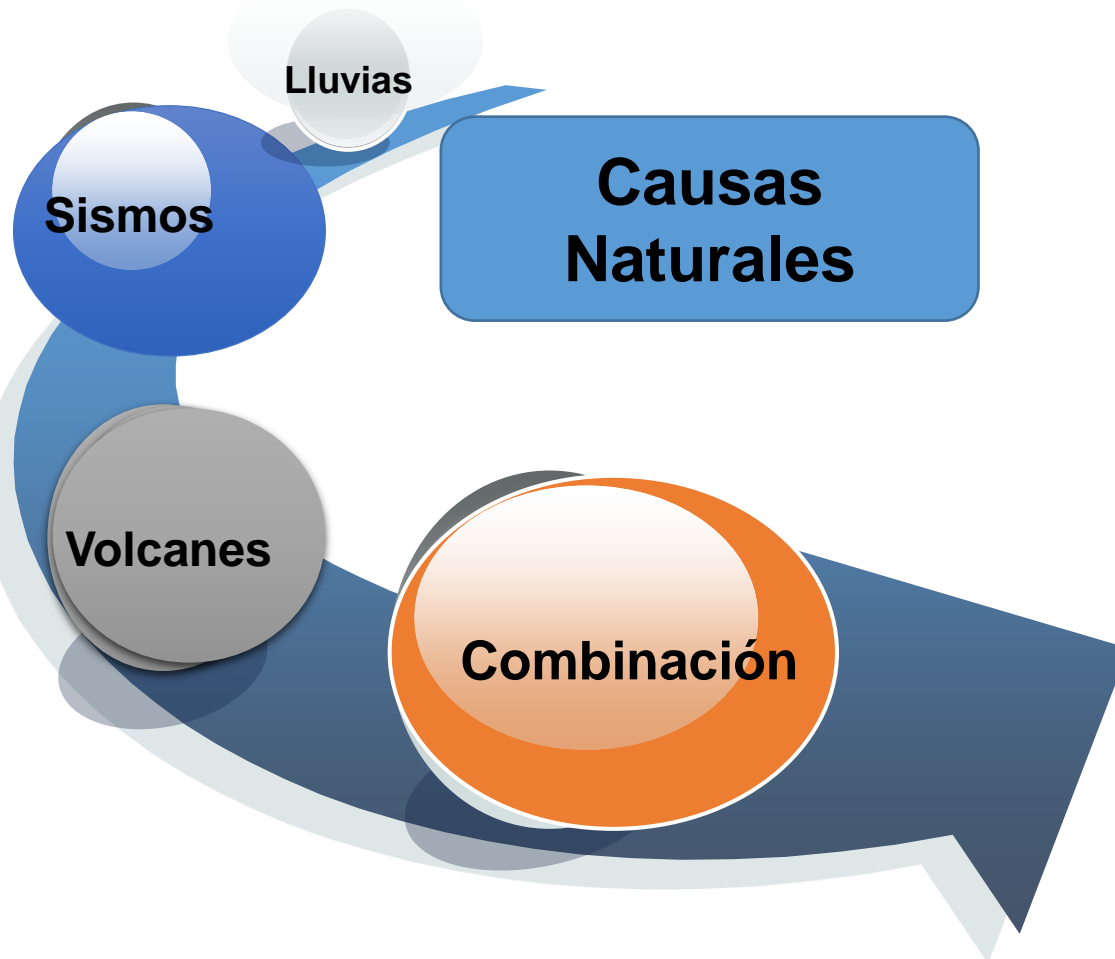 Lluvias
Causas
Naturales
Sismos
Volcanes
Combinación